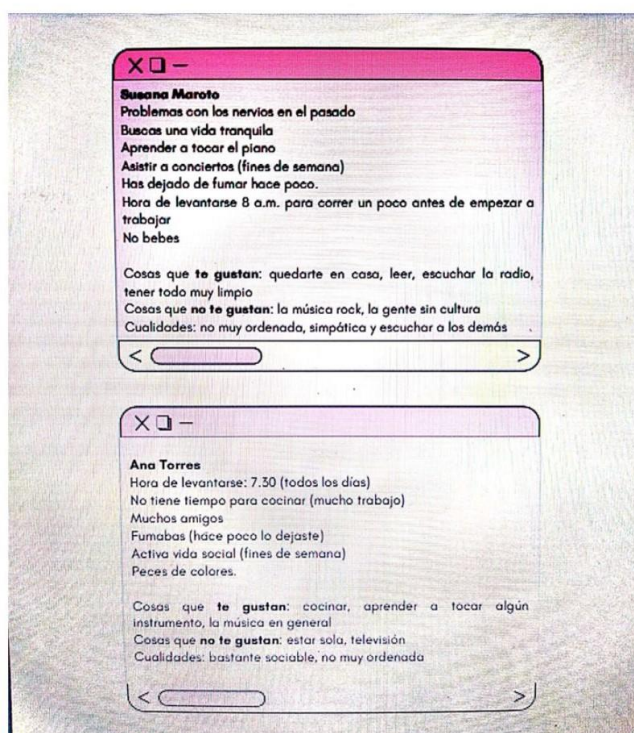 Susana Maroto
Problemas con los nervios en el pasado
Buscas una vida tranquila
Aprender a tocar el piano
Asistir a conciertos (fines de semana)
Has dejado de fumar hace poco.
Hora de levantarse 8 a.m. para correr un poco antes de empezar a
trabajar
No bebes
Cosas que te gustan: quedarte en casa, leer, escuchar la radio,
tener todo muy limpio
Cosas que no te gustan: la música rock, la gente sin cultura
Cualidades: no muy ordenada, simpática y escuchar a los demás
Ana Torres
Hora de levantarse: 7.30 (todos los días)
No tiene tiempo para cocinar (mucho trabajo)
Muchos amigos
Fumabas (hace poco lo dejaste)
Activa vida social (fines de semana)
Peces de colores.
Cosas que te gustan: cocinar, aprender a tocar algún
instrumento, la música en general
Cosas que no te gustan: estar sola, televisión
Cualidades: bastante sociable, no muy ordenada